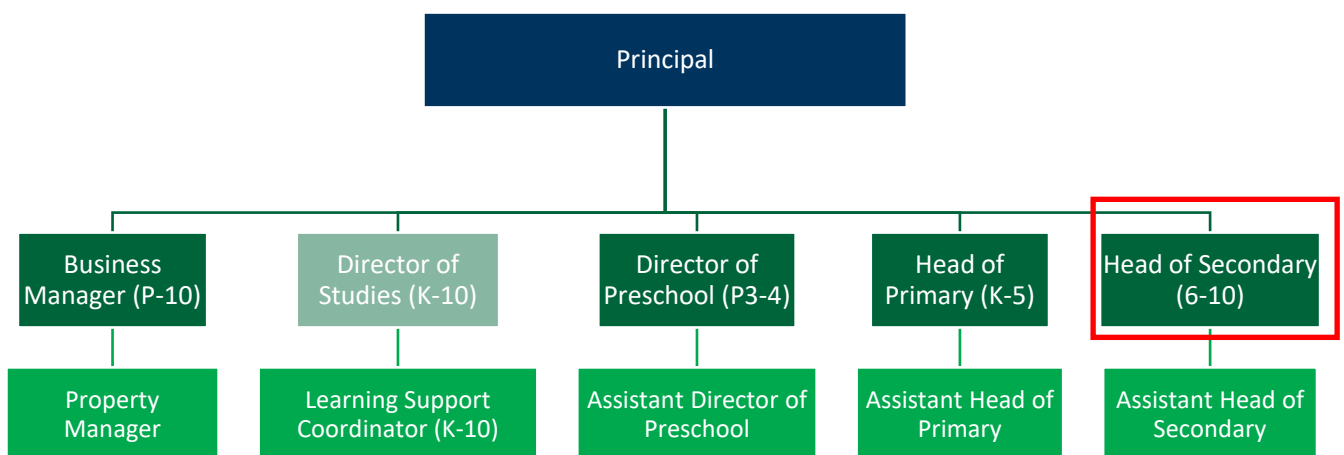 Principal
Business
Manager (P-10)
Director of
Studies (K-10)
Director of
Preschool (P3-4)
Head of
Primary (K-5)
Head of Secondary
(6-10)
Property
Manager
Learning Support
Coordinator (K-10)
Assistant Director of
Preschool
Assistant Head of
Primary
Assistant Head of
Secondary